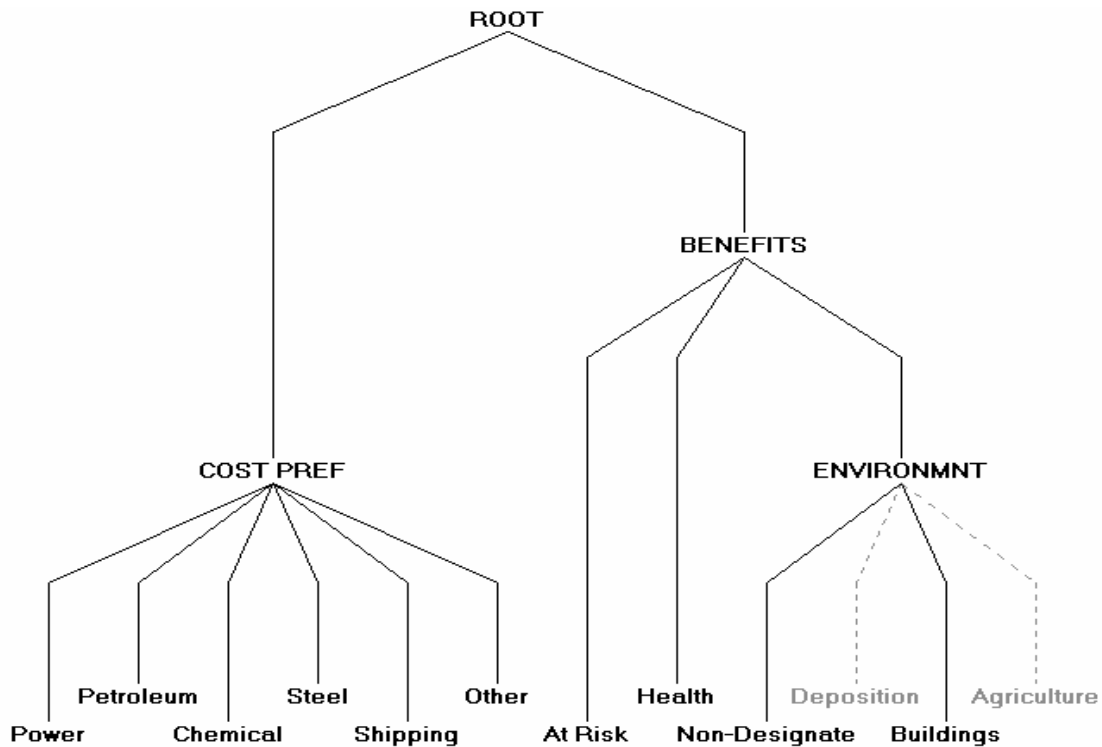 ROOT
BENEFITS
COST PREF
ENVIRONMNT
Petroleum
Steel
Other
Health
Deposition
Agriculture
Power
Chemical
Shipping
At Risk
Non-Designate
Buildings